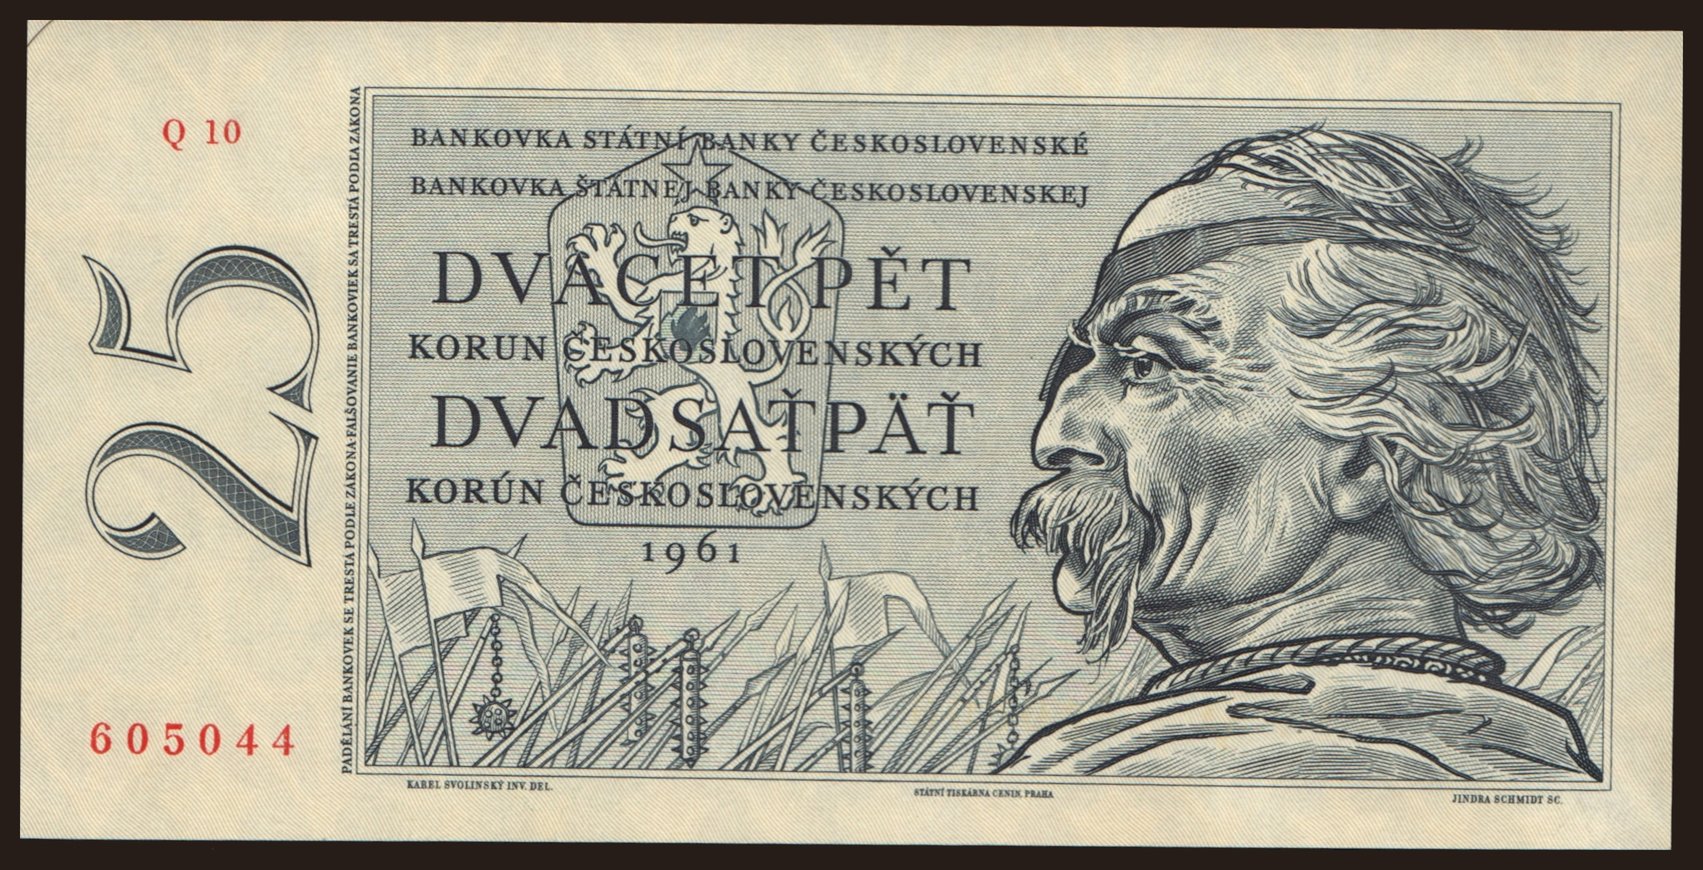 Q 10
25
605044
PADĚLÁNÍ BANKOVEK SE TRESTÁ PODLE ZÁKONA·FALŠOVANIE BANKOVIEK SA TRESTÁ PODĽA ZÁKONA
BANKOVKA STÁTNÍ BANKY ČESKOSLOVENSKÉ
BANKOVKA ŠTÁTNEJ BANKY ČESKOSLOVENSKEJ
DVACET PĚT
KORUN ČESKOSLOVENSKÝCH
DVADSAŤPÄŤ
KORÚN ČESKOSLOVENSKÝCH
1961
KAREL SVOLINSKÝ INV. DEL.
STÁTNÍ TISKÁRNA CENIN, PRAHA
JINDRA SCHMIDT SC.